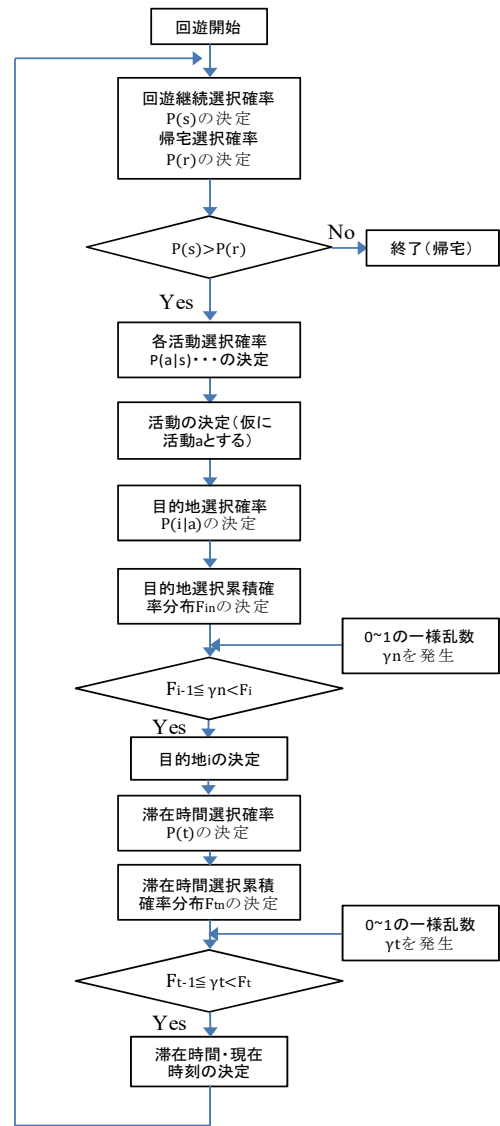 回遊開始
回遊継続選択確率
P(s)の決定
帰宅選択確率
P(r)の決定
P(s)>P(r)
No
終了(帰宅)
Yes
各活動選択確率
P(a|s)・・・の決定
活動の決定(仮に
活動aとする)
目的地選択確率
P(i|a)の決定
目的地選択累積確
率分布Finの決定
0~1の一様乱数
γnを発生
Fi-1≦ γn<Fi
Yes
目的地iの決定
滞在時間選択確率
P(t)の決定
滞在時間選択累積
確率分布Ftnの決定
0~1の一様乱数
γtを発生
Ft-1≦ γt<Ft
Yes
滞在時間・現在
時刻の決定